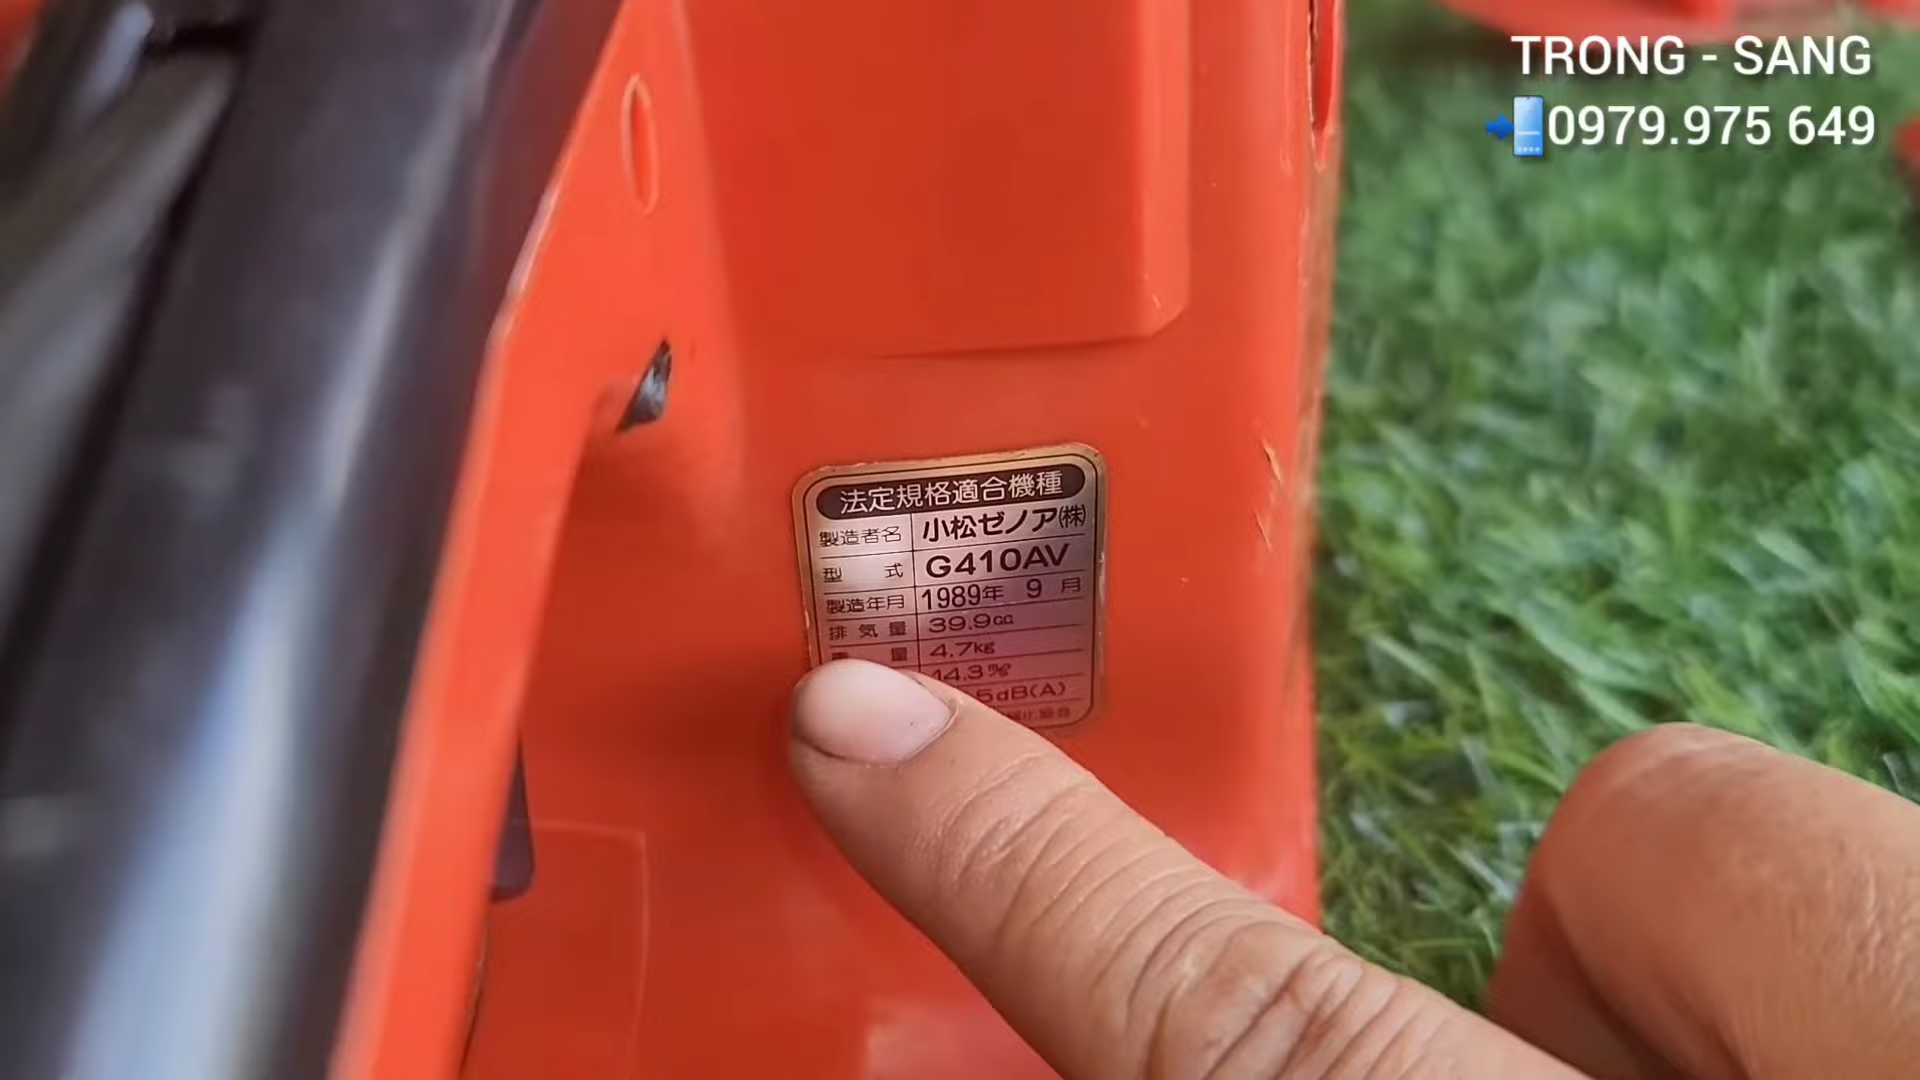 TRONG - SANG
0979.975 649
法定規格適合機種
製造者名 小松ゼノア(株)
型式 G410AV
製造年月 1989年 9月
排気量 39.9cc
量 4.7kg
14.3
5dB(A)